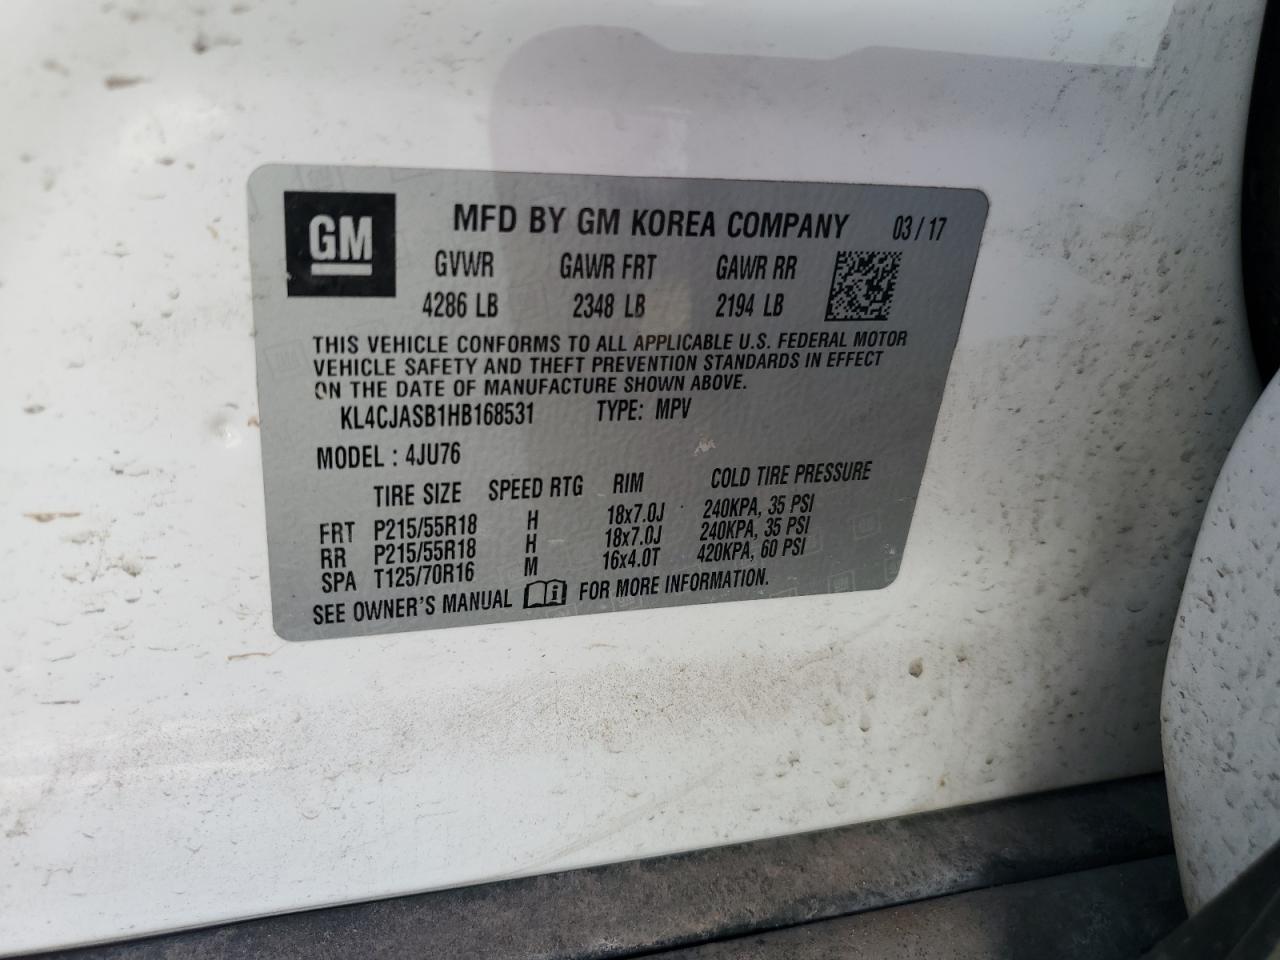 GM
MFD BY GM KOREA COMPANY 03/17
GVWR GAWR FRT GAWR RR
4286 LB 2348 LB 2194 LB
THIS VEHICLE CONFORMS TO ALL APPLICABLE U.S. FEDERAL MOTOR
VEHICLE SAFETY AND THEFT PREVENTION STANDARDS IN EFFECT
ON THE DATE OF MANUFACTURE SHOWN ABOVE.
KL4CJASB1HB168531 TYPE: MPV
MODEL : 4JU76
TIRE SIZE SPEED RTG RIM COLD TIRE PRESSURE
FRT P215/55R18 H 18x7.0J 240KPA, 35 PSI
RR P215/55R18 H 18x7.0J 240KPA, 35 PSI
SPA T125/70R16 M 16x4.0T 420KPA, 60 PSI
SEE OWNER'S MANUAL FOR MORE INFORMATION.